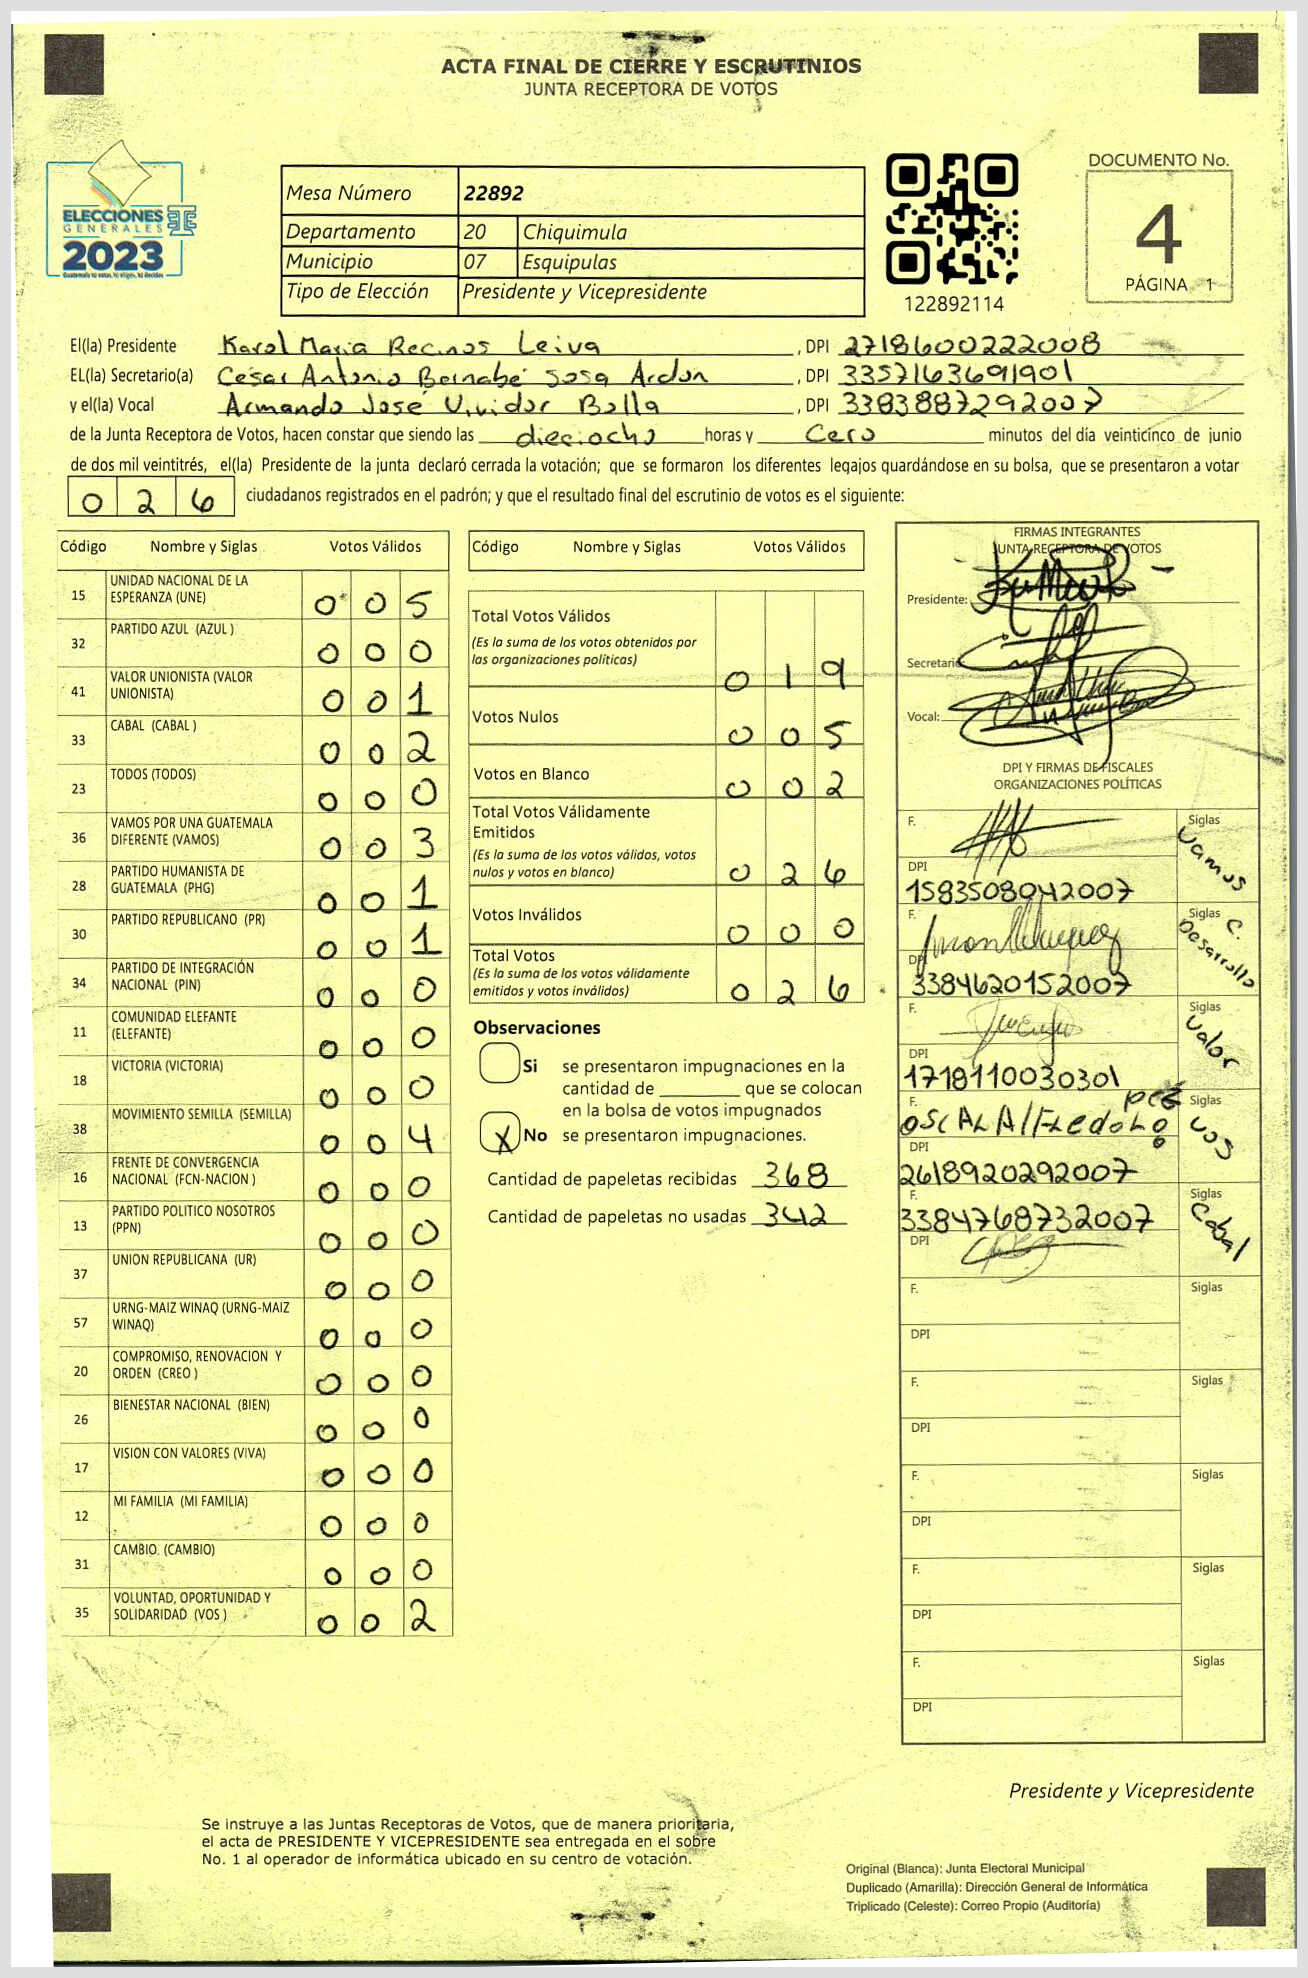 ACTA FINAL DE CIERRE Y ESCRUTINIOS
JUNTA RECEPTORA DE VOTOS
ELECCIONES
GENERALES
2023
Mesa Número 22892
Departamento 20 Chiquimula
Municipio 07 Esquipulas
Tipo de Elección Presidente y Vicepresidente
122892114
DOCUMENTO No.
4
PÁGINA 1
El(la) Presidente Karol Maria Recinos Leiva , DPI 2718600222008
EL(la) Secretario(a) César Antonio Bernabé Sosa Ardon , DPI 3357163691901
y el(la) Vocal Armando José Vividor Balla , DPI 3383887292007
de la Junta Receptora de Votos, hacen constar que siendo las dieciocho horas y Cero minutos del día veinticinco de junio
de dos mil veintitrés, el(la) Presidente de la junta declaró cerrada la votación; que se formaron los diferentes legajos guardándose en su bolsa, que se presentaron a votar
026 ciudadanos registrados en el padrón; y que el resultado final del escrutinio de votos es el siguiente:
Código Nombre y Siglas Votos Válidos
15 UNIDAD NACIONAL DE LA ESPERANZA (UNE) 0 0 5
32 PARTIDO AZUL (AZUL ) 0 0 0
41 VALOR UNIONISTA (VALOR UNIONISTA) 0 0 1
33 CABAL (CABAL ) 0 0 2
23 TODOS (TODOS) 0 0 0
36 VAMOS POR UNA GUATEMALA DIFERENTE (VAMOS) 0 0 3
28 PARTIDO HUMANISTA DE GUATEMALA (PHG) 0 0 1
30 PARTIDO REPUBLICANO (PR) 0 0 1
34 PARTIDO DE INTEGRACIÓN NACIONAL (PIN) 0 0 0
11 COMUNIDAD ELEFANTE (ELEFANTE) 0 0 0
18 VICTORIA (VICTORIA) 0 0 0
38 MOVIMIENTO SEMILLA (SEMILLA) 0 0 4
16 FRENTE DE CONVERGENCIA NACIONAL (FCN-NACION ) 0 0 0
13 PARTIDO POLITICO NOSOTROS (PPN) 0 0 0
37 UNION REPUBLICANA (UR) 0 0 0
57 URNG-MAIZ WINAQ (URNG-MAIZ WINAQ) 0 0 0
20 COMPROMISO, RENOVACION Y ORDEN (CREO ) 0 0 0
26 BIENESTAR NACIONAL (BIEN) 0 0 0
17 VISION CON VALORES (VIVA) 0 0 0
12 MI FAMILIA (MI FAMILIA) 0 0 0
31 CAMBIO. (CAMBIO) 0 0 0
35 VOLUNTAD, OPORTUNIDAD Y SOLIDARIDAD (VOS ) 0 0 2
Código Nombre y Siglas Votos Válidos
Total Votos Válidos
(Es la suma de los votos obtenidos por
las organizaciones políticas) 0 1 9
Votos Nulos 0 0 5
Votos en Blanco 0 0 2
Total Votos Válidamente
Emitidos
(Es la suma de los votos válidos, votos
nulos y votos en blanco) 0 2 6
Votos Inválidos 0 0 0
Total Votos
(Es la suma de los votos válidamente
emitidos y votos inválidos) 0 2 6
Observaciones
Si se presentaron impugnaciones en la
cantidad de ________ que se colocan
en la bolsa de votos impugnados
X No se presentaron impugnaciones.
Cantidad de papeletas recibidas 368
Cantidad de papeletas no usadas 342
FIRMAS INTEGRANTES
JUNTA RECEPTORA DE VOTOS
Presidente:
Secretario
Vocal:
DPI Y FIRMAS DE FISCALES
ORGANIZACIONES POLÍTICAS
F. Siglas Vamos
DPI
1583508042007
F. Siglas C. Desarrollo
DPI
3384620152007
F. Siglas Valor
DPI
1718110030301
F. Siglas VOS
DPI
2618920292007
F. Siglas Cabal
3384768732007
DPI
F. Siglas
DPI
F. Siglas
DPI
F. Siglas
DPI
F. Siglas
DPI
F. Siglas
DPI
Presidente y Vicepresidente
Se instruye a las Juntas Receptoras de Votos, que de manera prioritaria,
el acta de PRESIDENTE Y VICEPRESIDENTE sea entregada en el sobre
No. 1 al operador de informática ubicado en su centro de votación.
Original (Blanca): Junta Electoral Municipal
Duplicado (Amarilla): Dirección General de Informática
Triplicado (Celeste): Correo Propio (Auditoría)